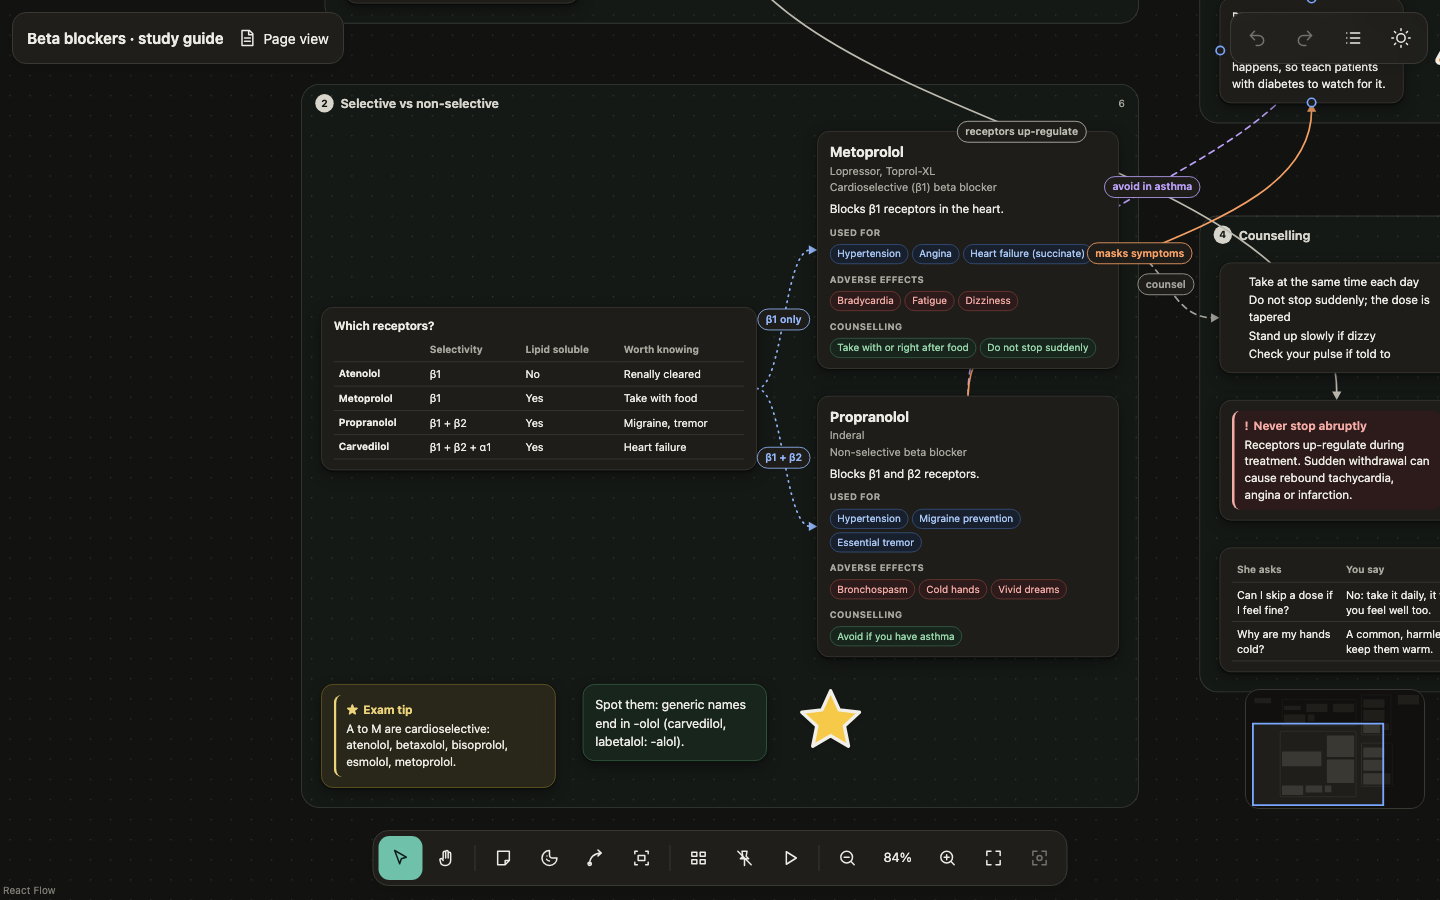 Beta blockers · study guide
Page view
happens, so teach patients
with diabetes to watch for it.
2 Selective vs non-selective
6
receptors up-regulate
Metoprolol
Lopressor, Toprol-XL
Cardioselective (β1) beta blocker
Blocks β1 receptors in the heart.
USED FOR
Hypertension Angina Heart failure (succinate)
ADVERSE EFFECTS
Bradycardia Fatigue Dizziness
COUNSELLING
Take with or right after food Do not stop suddenly
avoid in asthma
masks symptoms
counsel
β1 only
β1 + β2
Which receptors?
Selectivity Lipid soluble Worth knowing
Atenolol β1 No Renally cleared
Metoprolol β1 Yes Take with food
Propranolol β1 + β2 Yes Migraine, tremor
Carvedilol β1 + β2 + α1 Yes Heart failure
Propranolol
Inderal
Non-selective beta blocker
Blocks β1 and β2 receptors.
USED FOR
Hypertension Migraine prevention
Essential tremor
ADVERSE EFFECTS
Bronchospasm Cold hands Vivid dreams
COUNSELLING
Avoid if you have asthma
Exam tip
A to M are cardioselective:
atenolol, betaxolol, bisoprolol,
esmolol, metoprolol.
Spot them: generic names
end in -olol (carvedilol,
labetalol: -alol).
4 Counselling
Take at the same time each day
Do not stop suddenly; the dose is
tapered
Stand up slowly if dizzy
Check your pulse if told to
! Never stop abruptly
Receptors up-regulate during
treatment. Sudden withdrawal can
cause rebound tachycardia,
angina or infarction.
She asks You say
Can I skip a dose if No: take it daily, it
I feel fine? you feel well too.
Why are my hands A common,
cold? keep them warm.
84%
React Flow